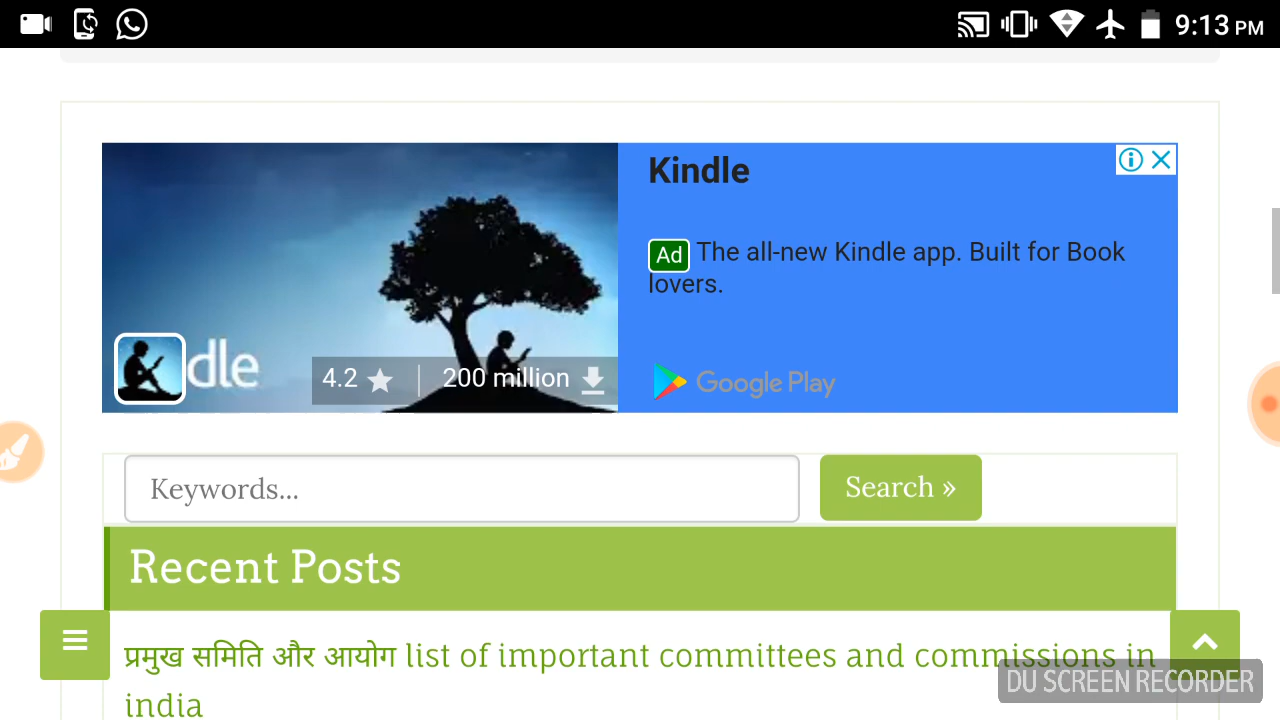 9:13 PM
Kindle
Ad The all-new Kindle app. Built for Book
lovers.
dle
4.2 200 million
Google Play
Keywords...
Search »
Recent Posts
प्रमुख समिति और आयोग list of important committees and commissions in
india
DU SCREEN RECORDER